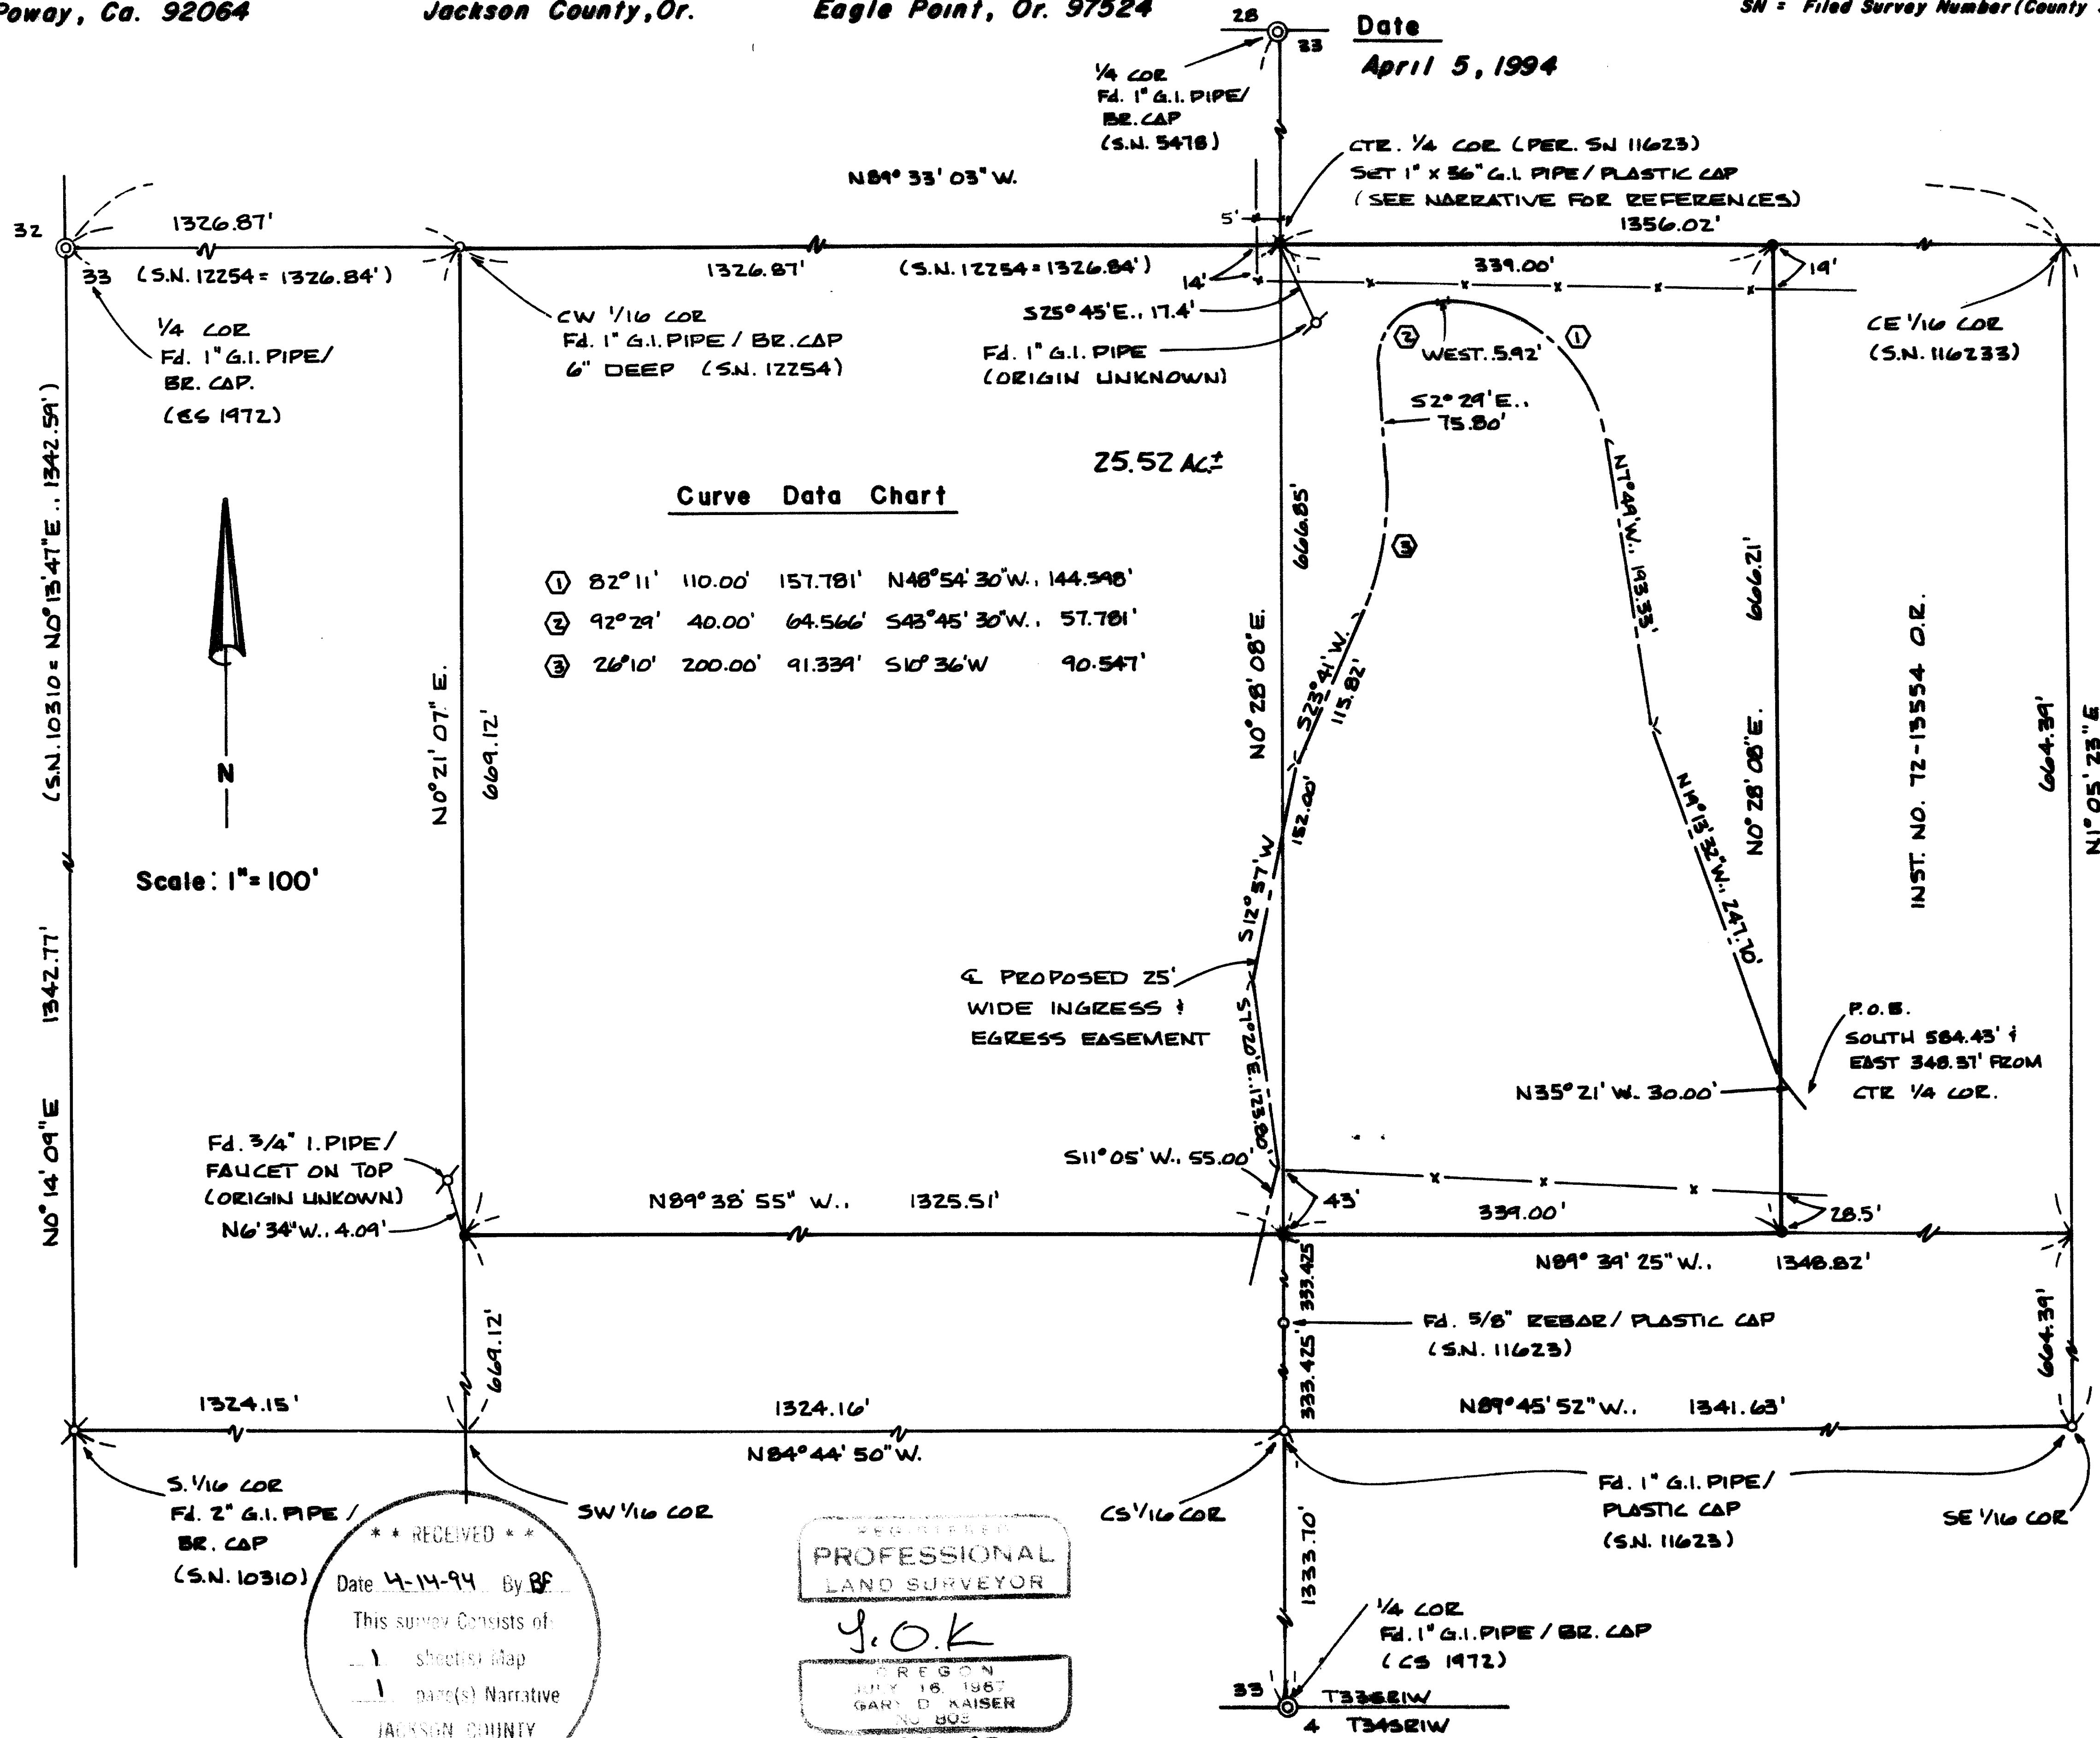 Poway, Ca. 92064
Jackson County, Or.
Eagle Point, Or. 97524
SN = Filed Survey Number (County
Date
April 5, 1994
28
33
1/4 COR
Fd. 1" G.I. PIPE/
BR. CAP
(S.N. 5478)
CTR. 1/4 COR (PER. SN 11623)
SET 1" x 36" G.I. PIPE / PLASTIC CAP
(SEE NARRATIVE FOR REFERENCES)
1356.02'
N89° 33' 03" W.
5'
32
33
1326.87'
(S.N. 12254 = 1326.84')
1326.87'
(S.N. 12254 = 1326.84')
339.00'
14'
19'
1/4 COR
Fd. 1" G.I. PIPE/
BR. CAP.
(CS 1972)
CW 1/16 COR
Fd. 1" G.I. PIPE / BR. CAP
6" DEEP (S.N. 12254)
S25° 45' E., 17.4'
Fd. 1" G.I. PIPE
(ORIGIN UNKNOWN)
2
WEST. 5.92'
1
CE 1/16 COR
(S.N. 116233)
S2° 29' E.,
75.80'
25.52 AC±
(S.N. 10310 = N0° 13' 47" E., 1342.59')
Curve Data Chart
1 82° 11' 110.00' 157.781' N48° 54' 30" W., 144.598'
2 92° 29' 40.00' 64.566' S43° 45' 30" W., 57.781'
3 26° 10' 200.00' 91.339' S10° 36' W 90.547'
N
Scale: 1" = 100'
N0° 21' 07" E.
669.12'
666.85'
N0° 28' 08" E.
3
S23° 41' W.
115.82'
152.00'
S12° 57' W
N7° 49' W., 193.33'
N19° 13' 32" W., 247.70'
666.21'
N0° 28' 08" E.
INST. NO. 72-13554 O.R.
664.39'
N1° 05' 23" E
N0° 14' 09" E 1342.77'
℄ PROPOSED 25'
WIDE INGRESS &
EGRESS EASEMENT
S7° 20' E., 123.80'
P.O.B.
SOUTH 584.43' &
EAST 348.37' FROM
CTR 1/4 COR.
N35° 21' W. 30.00'
Fd. 3/4" I. PIPE /
FAUCET ON TOP
(ORIGIN UNKOWN)
N6° 34' W., 4.09'
S11° 05' W., 55.00'
N89° 38' 55" W., 1325.51'
43'
339.00'
28.5'
N89° 39' 25" W., 1348.82'
333.425
Fd. 5/8" REBAR / PLASTIC CAP
(S.N. 11623)
333.425'
669.12'
664.39'
1324.15'
1324.16'
N84° 44' 50" W.
N89° 45' 52" W., 1341.63'
S. 1/16 COR
Fd. 2" G.I. PIPE /
BR. CAP
(S.N. 10310)
SW 1/16 COR
CS 1/16 COR
Fd. 1" G.I. PIPE /
PLASTIC CAP
(S.N. 11623)
SE 1/16 COR
* * RECEIVED * *
Date 4-14-94 By BF
This survey Consists of:
1 sheet(s) Map
1 page(s) Narrative
JACKSON COUNTY
REGISTERED
PROFESSIONAL
LAND SURVEYOR
OREGON
JULY 16, 1967
GARY D KAISER
NO 803
1333.70'
1/4 COR
Fd. 1" G.I. PIPE / BR. CAP
(CS 1972)
33
T33SR1W
4
T34SR1W